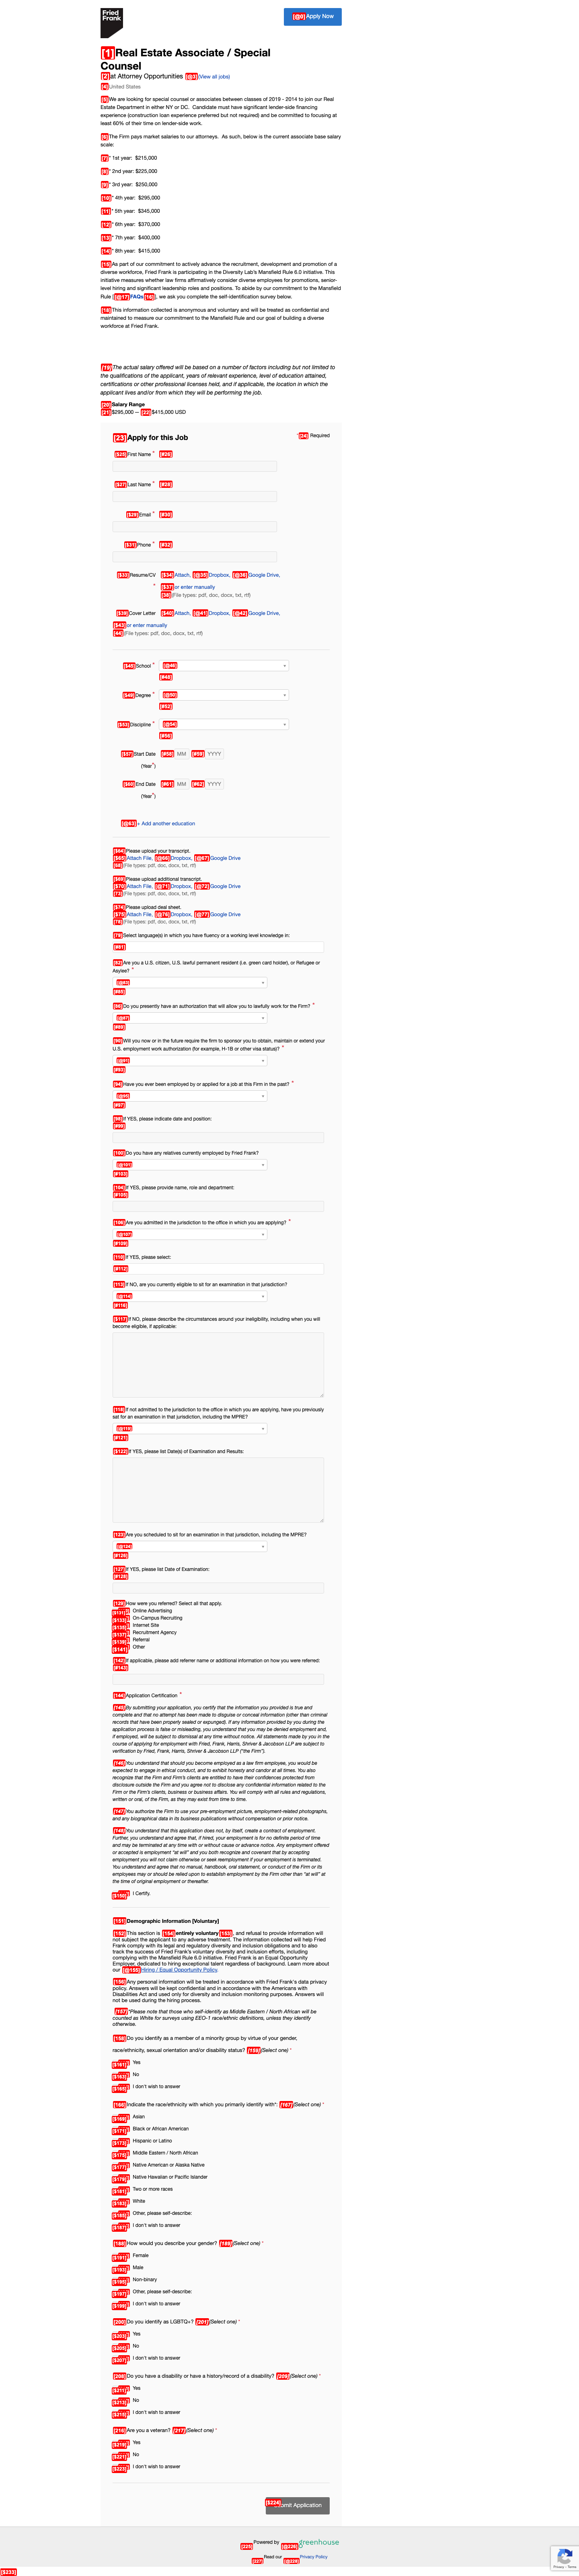 Fried
Frank
[@0] Apply Now
[1] Real Estate Associate / Special
Counsel
[2] at Attorney Opportunities [@3] (View all jobs)
[4] United States
[5] We are looking for special counsel or associates between classes of 2019 - 2014 to join our Real
Estate Department in either NY or DC. Candidate must have significant lender-side financing
experience (construction loan experience preferred but not required) and be committed to focusing at
least 60% of their time on lender-side work.
[6] The Firm pays market salaries to our attorneys. As such, below is the current associate base salary
scale:
[7] * 1st year: $215,000
[8] * 2nd year: $225,000
[9] * 3rd year: $250,000
[10] * 4th year: $295,000
[11] * 5th year: $345,000
[12] * 6th year: $370,000
[13] * 7th year: $400,000
[14] * 8th year: $415,000
[15] As part of our commitment to actively advance the recruitment, development and promotion of a
diverse workforce, Fried Frank is participating in the Diversity Lab's Mansfield Rule 6.0 initiative. This
initiative measures whether law firms affirmatively consider diverse employees for promotions, senior-
level hiring and significant leadership roles and positions. To abide by our commitment to the Mansfield
Rule [@17] FAQs [16] ], we ask you complete the self-identification survey below.
[18] This information collected is anonymous and voluntary and will be treated as confidential and
maintained to measure our commitment to the Mansfield Rule and our goal of building a diverse
workforce at Fried Frank.
[19] The actual salary offered will be based on a number of factors including but not limited to
the qualifications of the applicant, years of relevant experience, level of education attained,
certifications or other professional licenses held, and if applicable, the location in which the
applicant lives and/or from which they will be performing the job.
[20] Salary Range
[21] $295,000 — [22] $415,000 USD
[23] Apply for this Job
[24] Required
[$25] First Name * [#26]
[$27] Last Name * [#28]
[$29] Email * [#30]
[$31] Phone * [#32]
[$33] Resume/CV *
[$34] Attach, [@35] Dropbox, [@36] Google Drive,
[$37] or enter manually
[38] (File types: pdf, doc, docx, txt, rtf)
[$39] Cover Letter [$40] Attach, [@41] Dropbox, [@42] Google Drive,
[$43] or enter manually
[44] (File types: pdf, doc, docx, txt, rtf)
[$45] School * [@46]
[#48]
[$49] Degree * [@50]
[#52]
[$53] Discipline * [@54]
[#56]
[$57] Start Date [#58] MM [#59] YYYY
(Year*)
[$60] End Date [#61] MM [#62] YYYY
(Year*)
[@63] + Add another education
[$64] Please upload your transcript.
[$65] Attach File, [@66] Dropbox, [@67] Google Drive
[68] (File types: pdf, doc, docx, txt, rtf)
[$69] Please upload additional transcript.
[$70] Attach File, [@71] Dropbox, [@72] Google Drive
[73] (File types: pdf, doc, docx, txt, rtf)
[$74] Please upload deal sheet.
[$75] Attach File, [@76] Dropbox, [@77] Google Drive
[78] (File types: pdf, doc, docx, txt, rtf)
[79] Select language(s) in which you have fluency or a working level knowledge in:
[#81]
[82] Are you a U.S. citizen, U.S. lawful permanent resident (i.e. green card holder), or Refugee or
Asylee? *
[@83]
[#85]
[86] Do you presently have an authorization that will allow you to lawfully work for the Firm? *
[@87]
[#89]
[90] Will you now or in the future require the firm to sponsor you to obtain, maintain or extend your
U.S. employment work authorization (for example, H-1B or other visa status)? *
[@91]
[#93]
[94] Have you ever been employed by or applied for a job at this Firm in the past? *
[@95]
[#97]
[98] If YES, please indicate date and position:
[#99]
[100] Do you have any relatives currently employed by Fried Frank?
[@101]
[#103]
[104] If YES, please provide name, role and department:
[#105]
[106] Are you admitted in the jurisdiction to the office in which you are applying? *
[@107]
[#109]
[110] If YES, please select:
[#112]
[113] If NO, are you currently eligible to sit for an examination in that jurisdiction?
[@114]
[#116]
[$117] If NO, please describe the circumstances around your ineligibility, including when you will
become eligible, if applicable:
[118] If not admitted to the jurisdiction to the office in which you are applying, have you previously
sat for an examination in that jurisdiction, including the MPRE?
[@119]
[#121]
[$122] If YES, please list Date(s) of Examination and Results:
[123] Are you scheduled to sit for an examination in that jurisdiction, including the MPRE?
[@124]
[#126]
[127] If YES, please list Date of Examination:
[#128]
[129] How were you referred? Select all that apply.
[$131] Online Advertising
[$133] On-Campus Recruiting
[$135] Internet Site
[$137] Recruitment Agency
[$139] Referral
[$141] Other
[142] If applicable, please add referrer name or additional information on how you were referred:
[#143]
[144] Application Certification *
[145] By submitting your application, you certify that the information you provided is true and
complete and that no attempt has been made to disguise or conceal information (other than criminal
records that have been properly sealed or expunged). If any information provided by you during the
application process is false or misleading, you understand that you may be denied employment and,
if employed, will be subject to dismissal at any time without notice. All statements made by you in the
course of applying for employment with Fried, Frank, Harris, Shriver & Jacobson LLP are subject to
verification by Fried, Frank, Harris, Shriver & Jacobson LLP ("the Firm").
[146] You understand that should you become employed as a law firm employee, you would be
expected to engage in ethical conduct, and to exhibit honesty and candor at all times. You also
recognize that the Firm and Firm's clients are entitled to have their confidences protected from
disclosure outside the Firm and you agree not to disclose any confidential information related to the
Firm or the Firm's clients, business or business affairs. You will comply with all rules and regulations,
written or oral, of the Firm, as they may exist from time to time.
[147] You authorize the Firm to use your pre-employment picture, employment-related photographs,
and any biographical data in its business publications without compensation or prior notice.
[148] You understand that this application does not, by itself, create a contract of employment.
Further, you understand and agree that, if hired, your employment is for no definite period of time
and may be terminated at any time with or without cause or advance notice. Any employment offered
or accepted is employment "at will" and you both recognize and covenant that by accepting
employment you will not claim otherwise or seek reemployment if your employment is terminated.
You understand and agree that no manual, handbook, oral statement, or conduct of the Firm or its
employees may or should be relied upon to establish employment by the Firm other than "at will" at
the time of original employment or thereafter.
[$150] I Certify.
[151] Demographic Information [Voluntary]
[152] This section is [154] entirely voluntary [153] , and refusal to provide information will
not subject the applicant to any adverse treatment. The information collected will help Fried
Frank comply with its legal and regulatory diversity and inclusion obligations and to also
track the success of Fried Frank's voluntary diversity and inclusion efforts, including
complying with the Mansfield Rule 6.0 initiative. Fried Frank is an Equal Opportunity
Employer, dedicated to hiring exceptional talent regardless of background. Learn more about
our [@155] Hiring / Equal Opportunity Policy.
[156] Any personal information will be treated in accordance with Fried Frank's data privacy
policy. Answers will be kept confidential and in accordance with the Americans with
Disabilities Act and used only for diversity and inclusionary purposes. Answers will
not be used during the hiring process.
[157] *Please note that those who self-identify as Middle Eastern / North African will be
counted as White for surveys using EEO-1 race/ethnic definitions, unless they identify
otherwise.
[158] Do you identify as a member of a minority group by virtue of your gender,
race/ethnicity, sexual orientation and/or disability status? [159] (Select one) *
[$161] Yes
[$163] No
[$165] I don't wish to answer
[166] Indicate the race/ethnicity with which you primarily identify with*: [167] (Select one) *
[$169] Asian
[$171] Black or African American
[$173] Hispanic or Latino
[$175] Middle Eastern / North African
[$177] Native American or Alaska Native
[$179] Native Hawaiian or Pacific Islander
[$181] Two or more races
[$183] White
[$185] Other, please self-describe:
[$187] I don't wish to answer
[188] How would you describe your gender? [189] (Select one) *
[$191] Female
[$193] Male
[$195] Non-binary
[$197] Other, please self-describe:
[$199] I don't wish to answer
[200] Do you identify as LGBTQ+? [201] (Select one) *
[$203] Yes
[$205] No
[$207] I don't wish to answer
[208] Do you have a disability or have a history/record of a disability? [209] (Select one) *
[$211] Yes
[$213] No
[$215] I don't wish to answer
[216] Are you a veteran? [217] (Select one) *
[$219] Yes
[$221] No
[$223] I don't wish to answer
[$224] Submit Application
[225] Powered by [@226] greenhouse
[227] Read our [@228] Privacy Policy
Privacy - Terms
[$233]